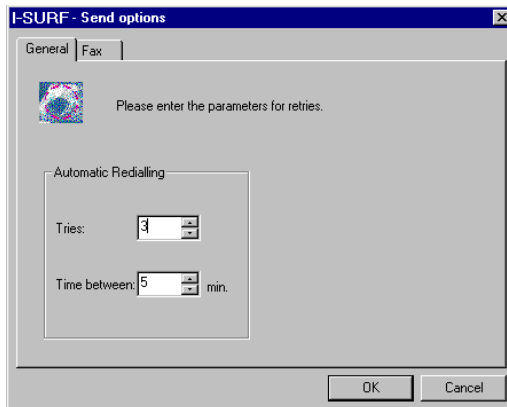 I-SURF - Send options
General Fax
Please enter the parameters for retries.
Automatic Redialling
Tries: 3
Time between: 5 min.
OK Cancel